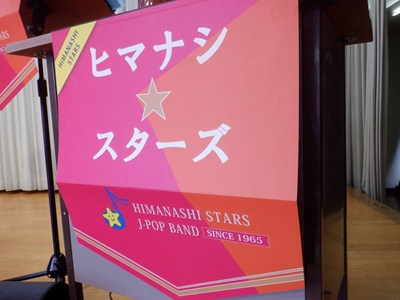 HIMANASHI
STARS
ヒマナシ
☆
スターズ
HIMANASHI STARS
J-POP BAND SINCE 1965